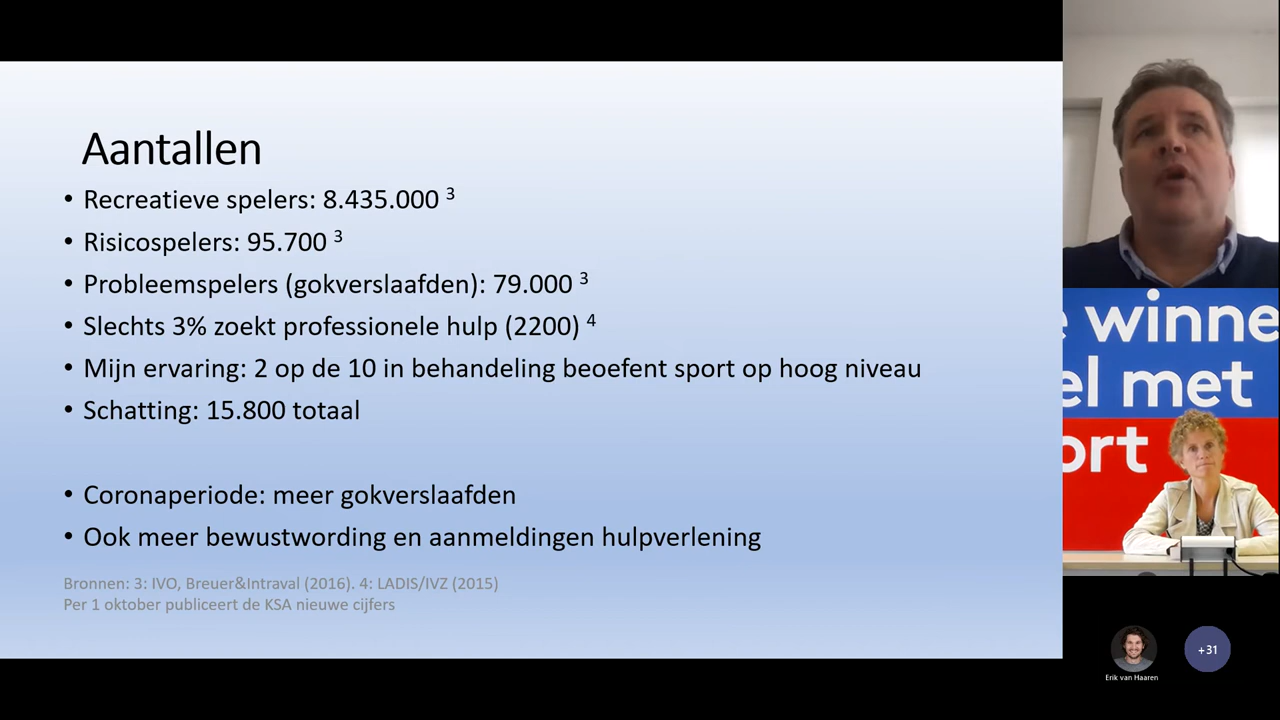 Aantallen
• Recreatieve spelers: 8.435.000 ³
• Risicospelers: 95.700 ³
• Probleemspelers (gokverslaafden): 79.000 ³
• Slechts 3% zoekt professionele hulp (2200) ⁴
• Mijn ervaring: 2 op de 10 in behandeling beoefent sport op hoog niveau
• Schatting: 15.800 totaal
• Coronaperiode: meer gokverslaafden
• Ook meer bewustwording en aanmeldingen hulpverlening
Bronnen: 3: IVO, Breuer&Intraval (2016). 4: LADIS/IVZ (2015)
Per 1 oktober publiceert de KSA nieuwe cijfers
e winne
el met
ort
Erik van Haaren
+31